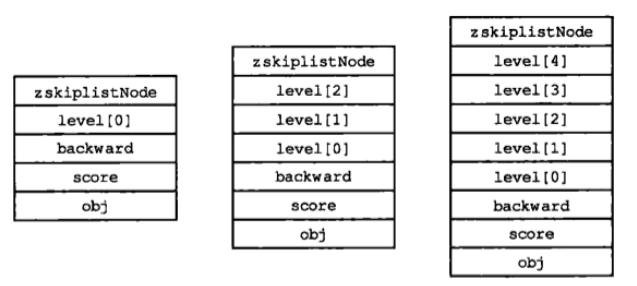 zskiplistNode
level[0]
backward
score
obj
zskiplistNode
level[2]
level[1]
level[0]
backward
score
obj
zskiplistNode
level[4]
level[3]
level[2]
level[1]
level[0]
backward
score
obj